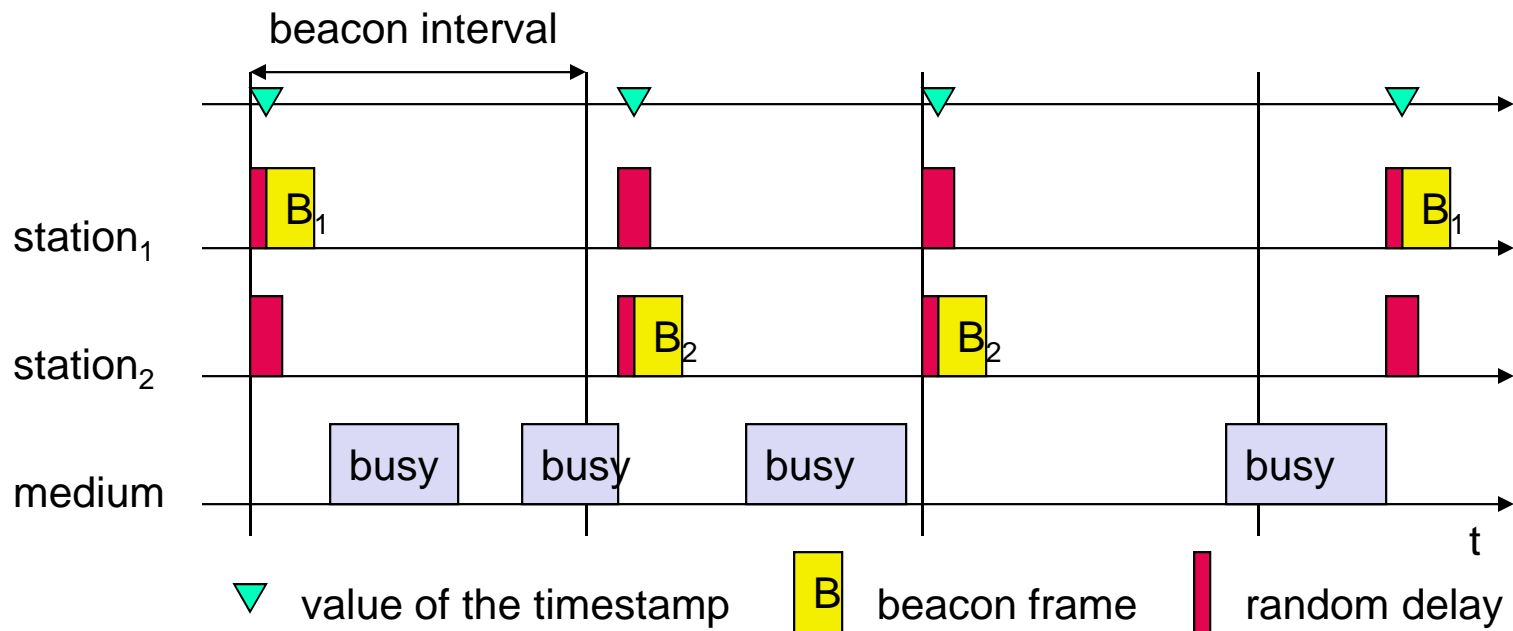 beacon interval
station₁ B₁ B₁
station₂ B₂ B₂
medium busy busy busy busy
t
value of the timestamp B beacon frame random delay